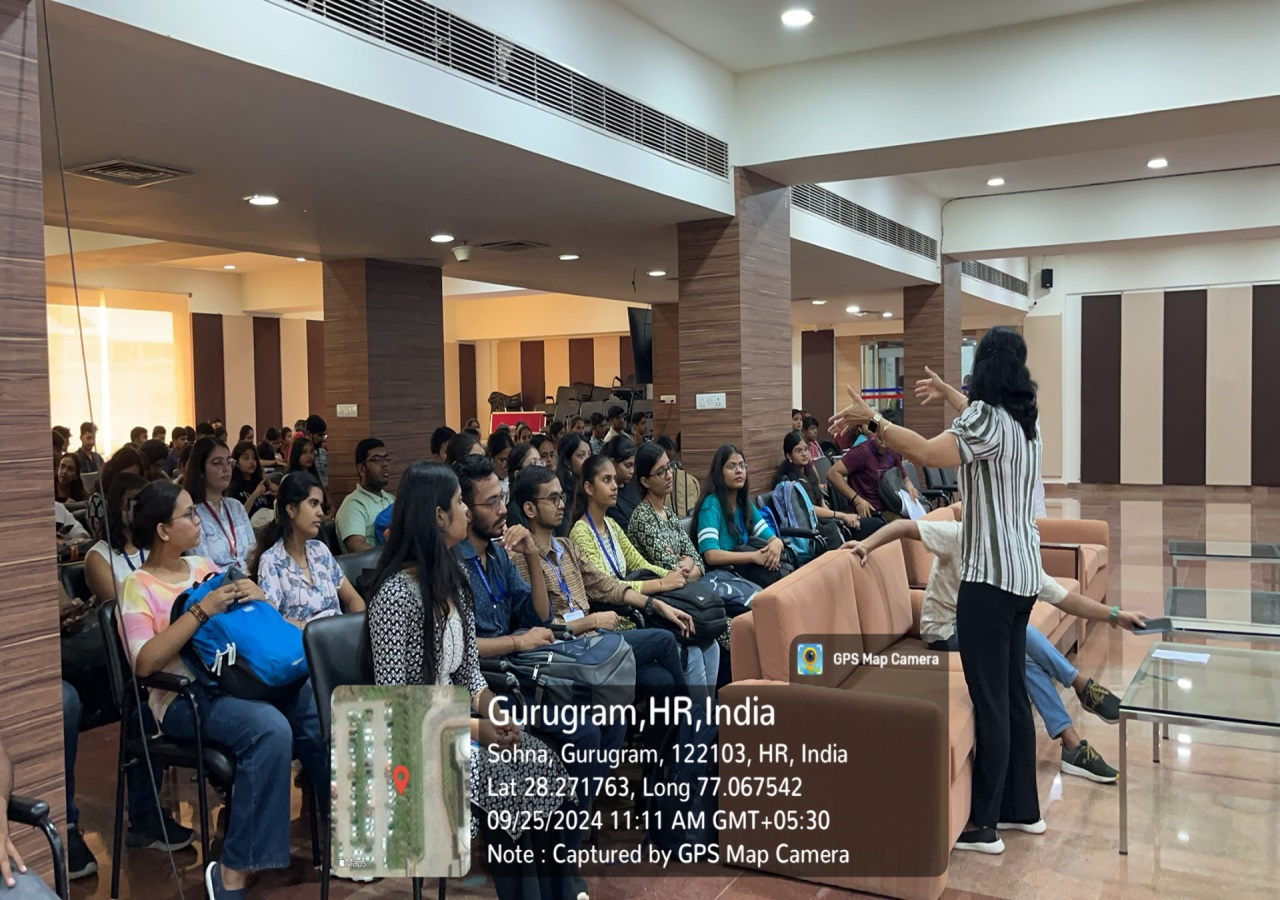 GPS Map Camera
Gurugram,HR,India
Sohna, Gurugram, 122103, HR, India
Lat 28.271763, Long 77.067542
09/25/2024 11:11 AM GMT+05:30
Note : Captured by GPS Map Camera
Maps